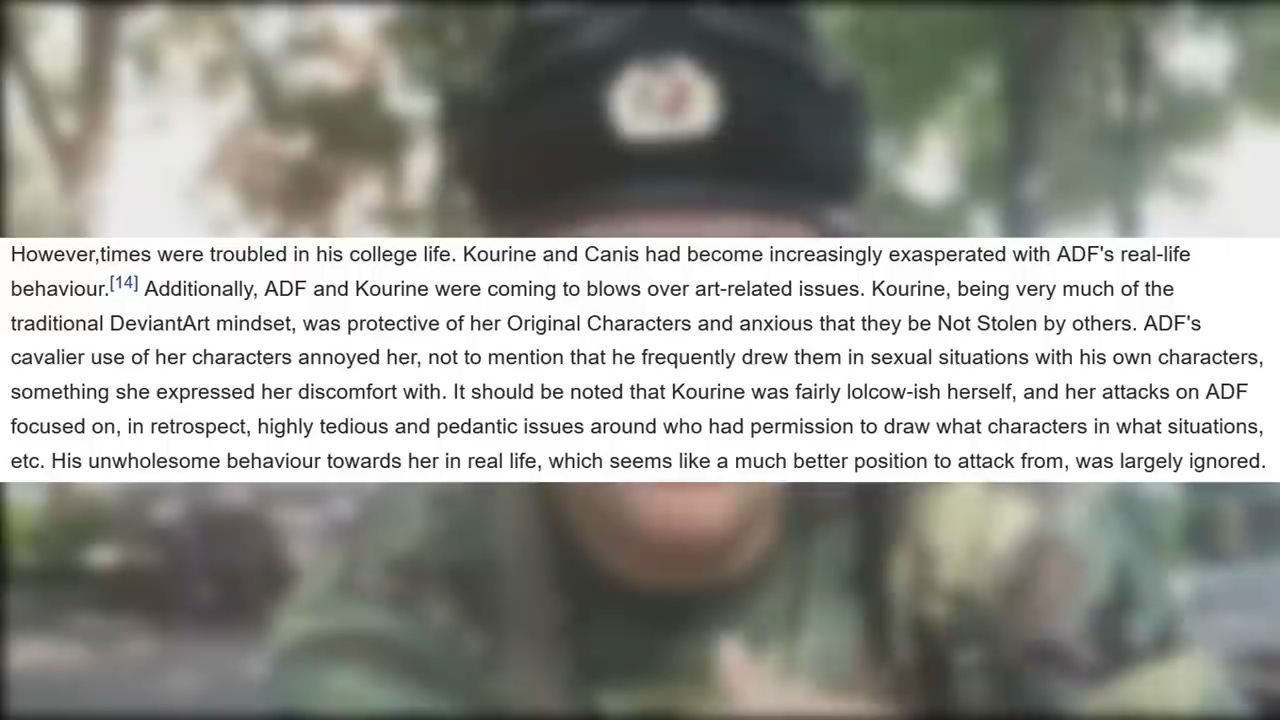 However,times were troubled in his college life. Kourine and Canis had become increasingly exasperated with ADF's real-life
behaviour.[14] Additionally, ADF and Kourine were coming to blows over art-related issues. Kourine, being very much of the
traditional DeviantArt mindset, was protective of her Original Characters and anxious that they be Not Stolen by others. ADF's
cavalier use of her characters annoyed her, not to mention that he frequently drew them in sexual situations with his own characters,
something she expressed her discomfort with. It should be noted that Kourine was fairly lolcow-ish herself, and her attacks on ADF
focused on, in retrospect, highly tedious and pedantic issues around who had permission to draw what characters in what situations,
etc. His unwholesome behaviour towards her in real life, which seems like a much better position to attack from, was largely ignored.